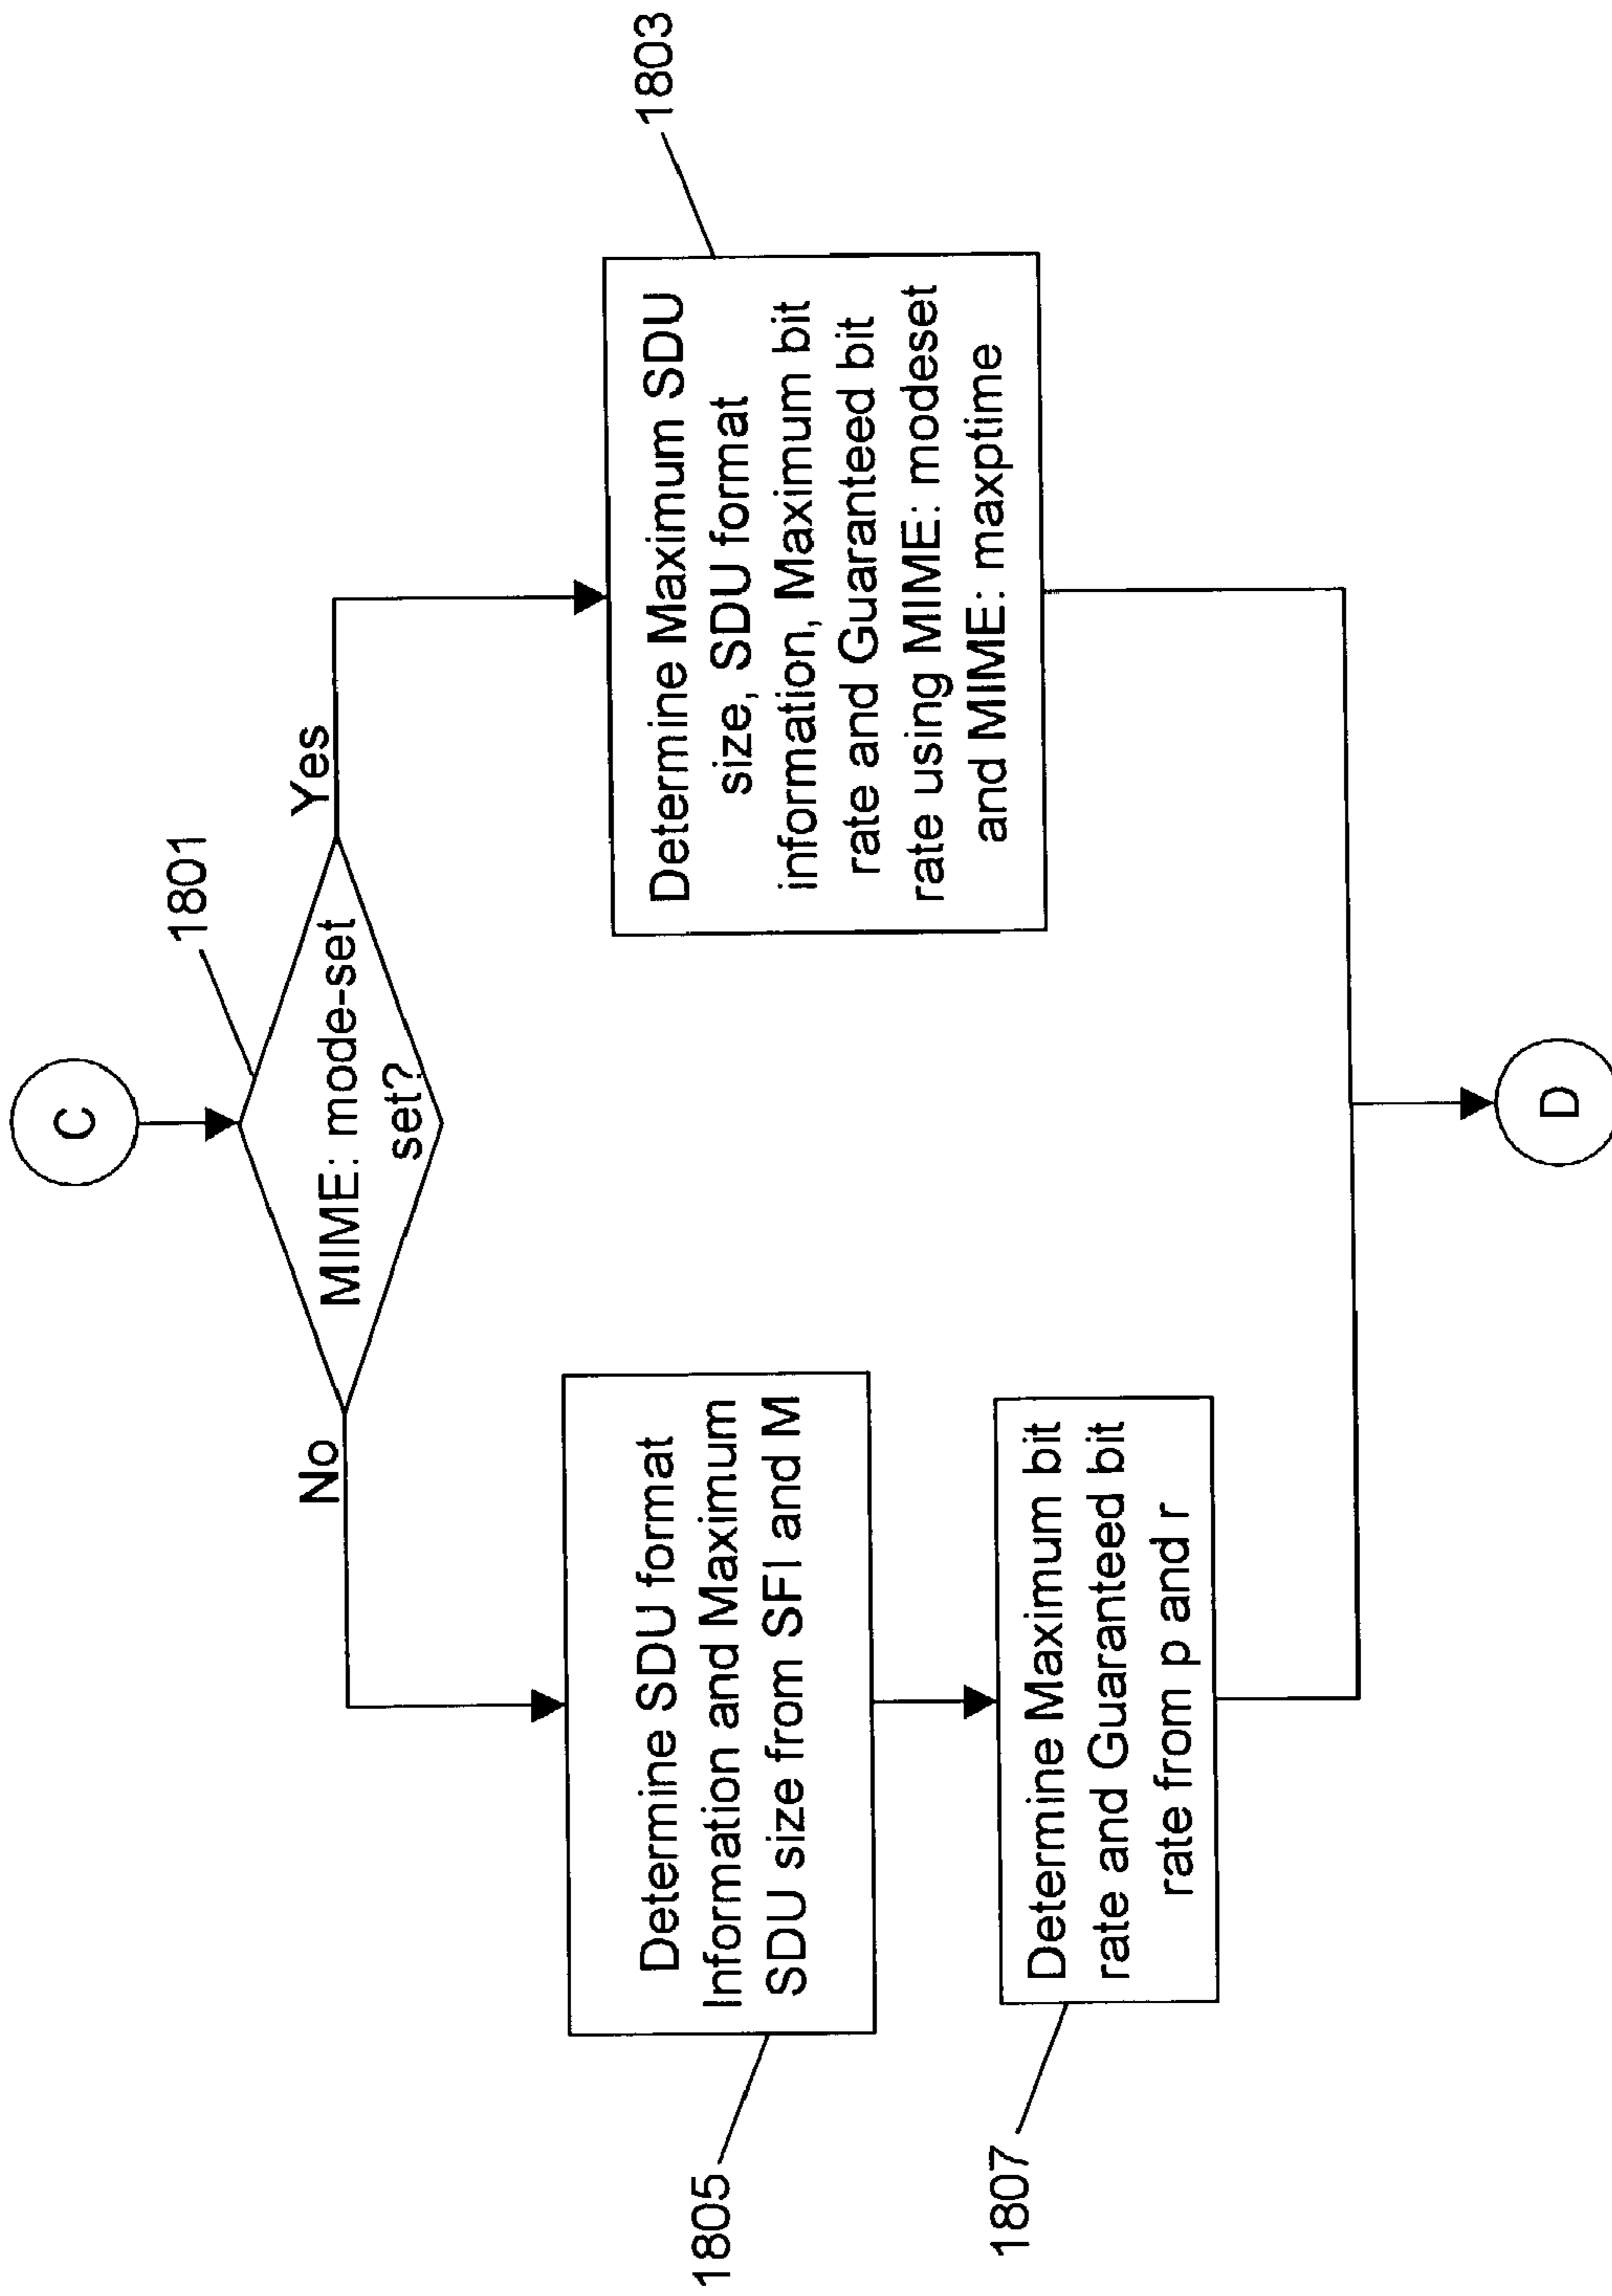 C
1801
MIME: mode-set
set?
Yes
No
1803
Determine Maximum SDU
size, SDU format
information, Maximum bit
rate and Guaranteed bit
rate using MIME: modeset
and MIME: maxptime
1805
Determine SDU format
Information and Maximum
SDU size from SFI and M
1807
Determine Maximum bit
rate and Guaranteed bit
rate from p and r
D